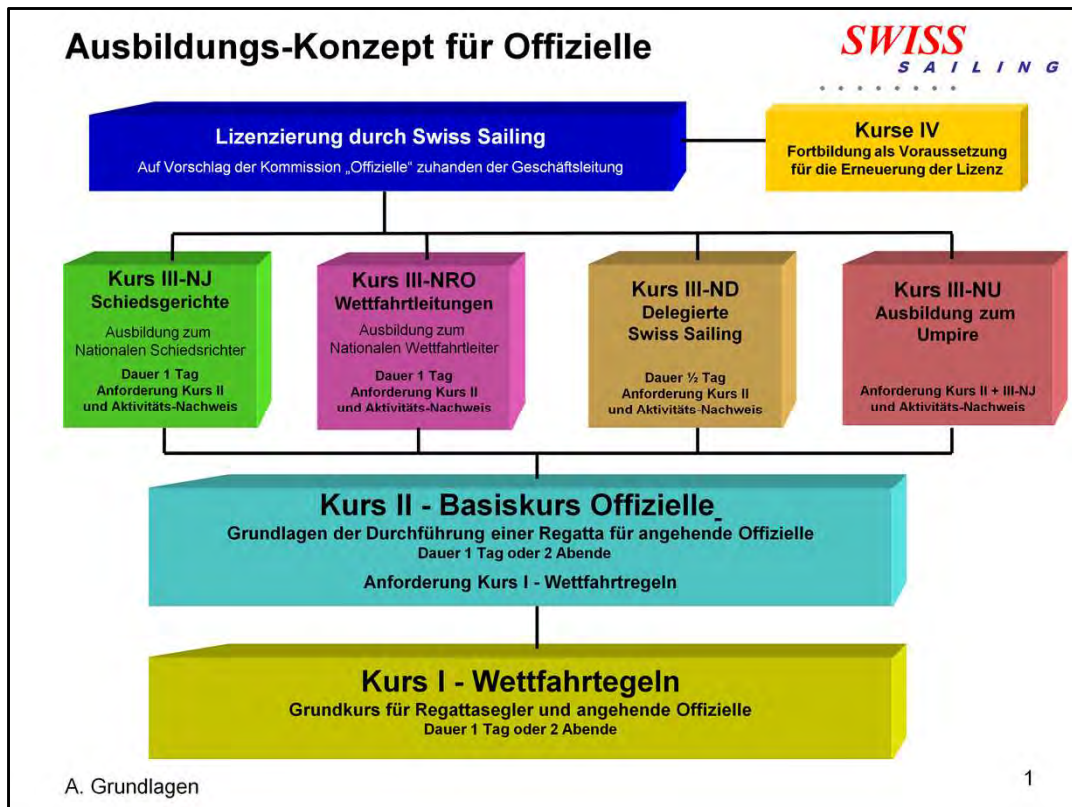 Ausbildungs-Konzept für Offizielle
SWISS
SAILING
Lizenzierung durch Swiss Sailing
Auf Vorschlag der Kommission „Offizielle“ zuhanden der Geschäftsleitung
Kurse IV
Fortbildung als Voraussetzung
für die Erneuerung der Lizenz
Kurs III-NJ
Schiedsgerichte
Ausbildung zum
Nationalen Schiedsrichter
Dauer 1 Tag
Anforderung Kurs II
und Aktivitäts-Nachweis
Kurs III-NRO
Wettfahrtleitungen
Ausbildung zum
Nationalen Wettfahrtleiter
Dauer 1 Tag
Anforderung Kurs II
und Aktivitäts-Nachweis
Kurs III-ND
Delegierte
Swiss Sailing
Dauer ½ Tag
Anforderung Kurs II
und Aktivitäts-Nachweis
Kurs III-NU
Ausbildung zum
Umpire
Anforderung Kurs II + III-NJ
und Aktivitäts-Nachweis
Kurs II - Basiskurs Offizielle
Grundlagen der Durchführung einer Regatta für angehende Offizielle
Dauer 1 Tag oder 2 Abende
Anforderung Kurs I - Wettfahrtregeln
Kurs I - Wettfahrtegeln
Grundkurs für Regattasegler und angehende Offizielle
Dauer 1 Tag oder 2 Abende
A. Grundlagen
1